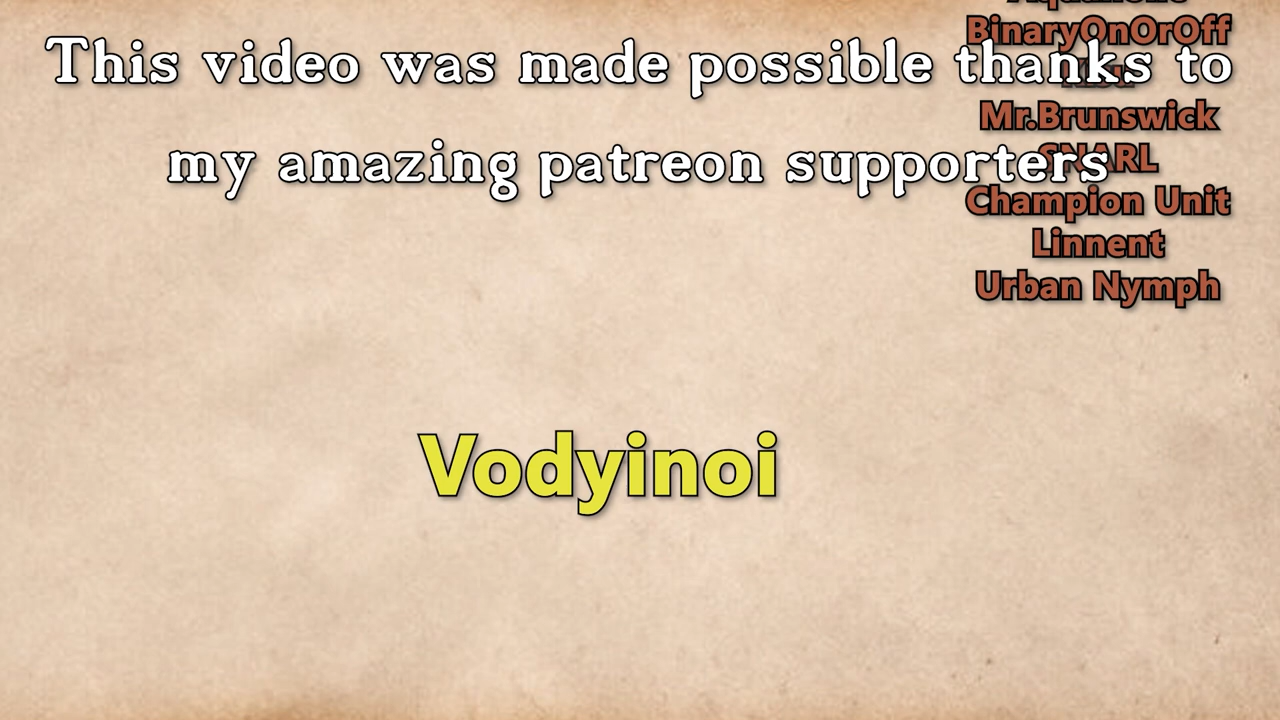 This video was made possible thanks to
my amazing patreon supporters
BinaryOnOrOff
Mr.Brunswick
SNARL
Champion Unit
Linnent
Urban Nymph
Vodyinoi